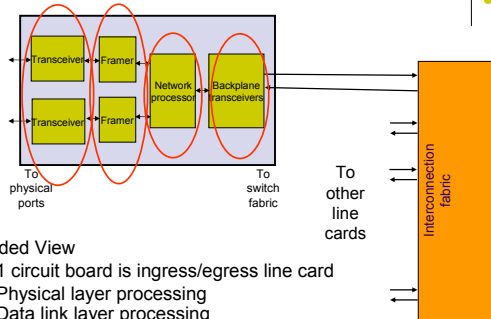 Transceiver
Framer
Transceiver
Framer
Network
processor
Backplane
transceivers
To
physical
ports
To
switch
fabric
To
other
line
cards
Interconnection
fabric
ded View
1 circuit board is ingress/egress line card
Physical layer processing
Data link layer processing